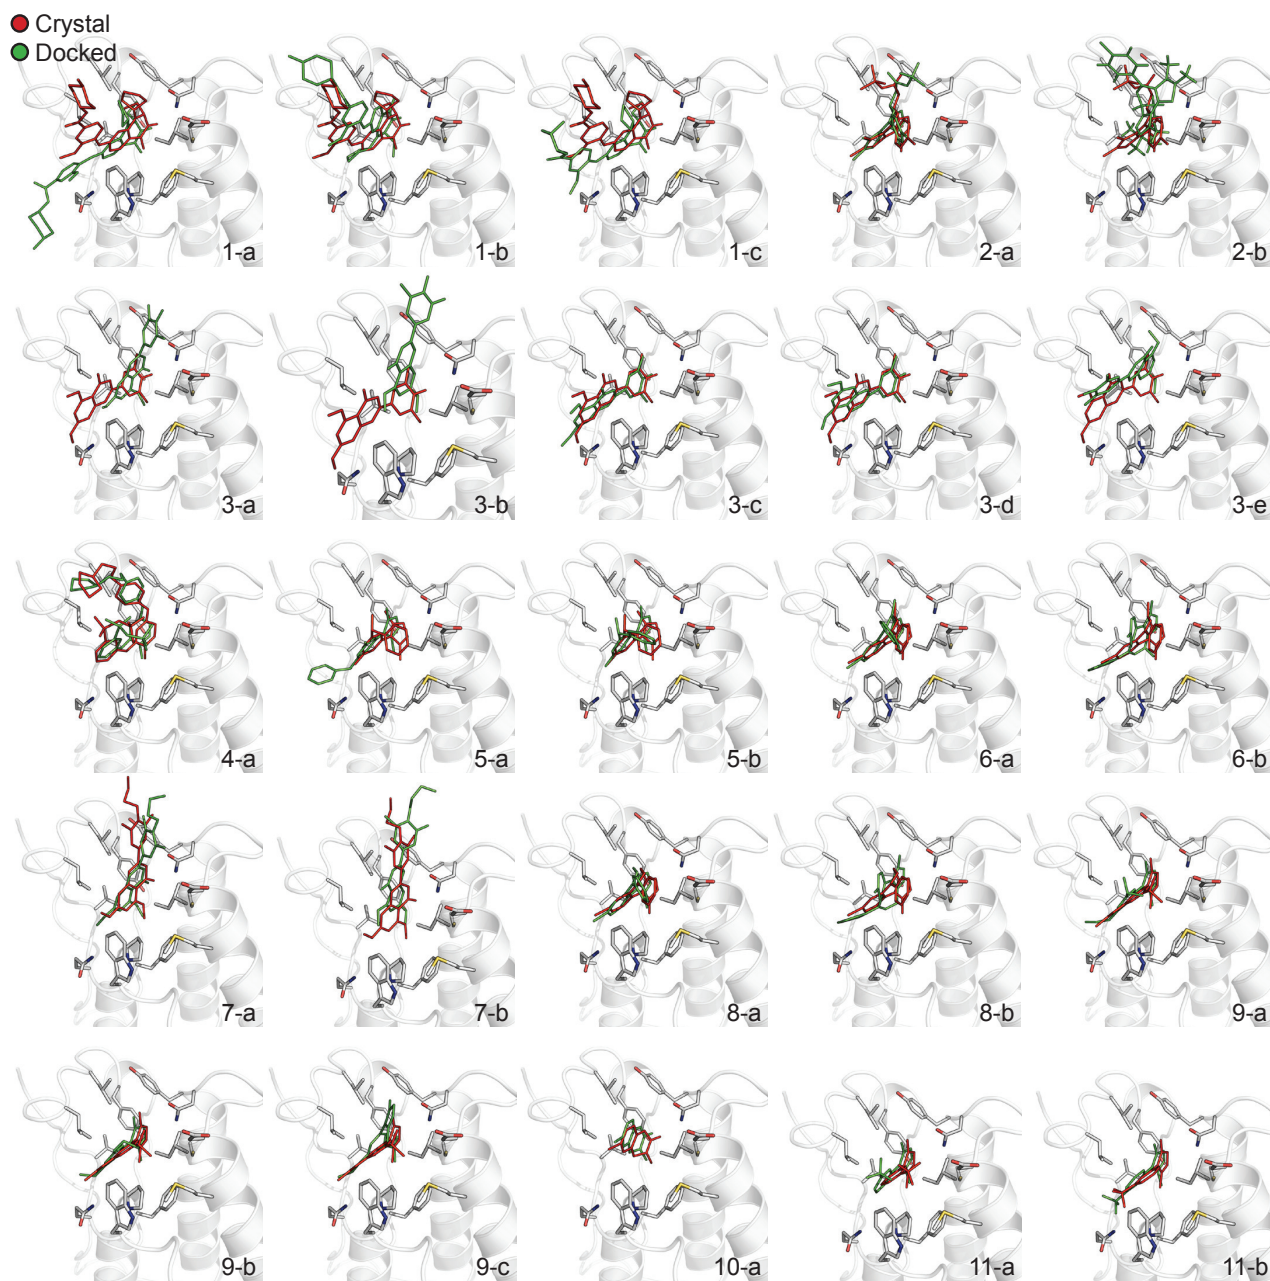 Crystal
Docked
1-a
1-b
1-c
2-a
2-b
3-a
3-b
3-c
3-d
3-e
4-a
5-a
5-b
6-a
6-b
7-a
7-b
8-a
8-b
9-a
9-b
9-c
10-a
11-a
11-b